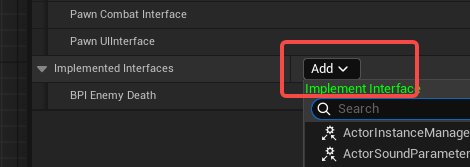 Pawn Combat Interface
Pawn UIInterface
Implemented Interfaces
Add
Implement Interface
BPI Enemy Death
Search
ActorInstanceManage
ActorSoundParameter